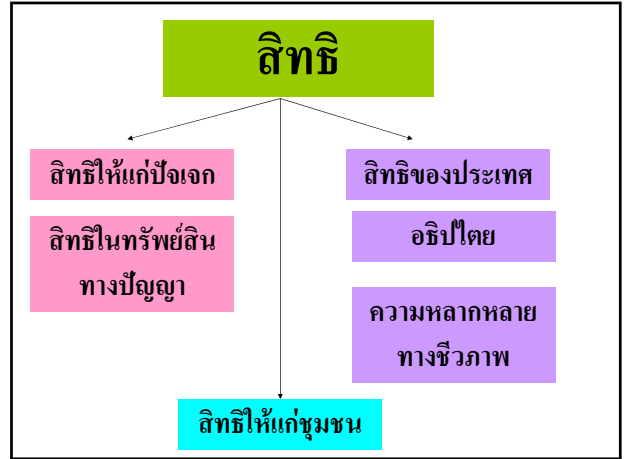 สิทธิ
สิทธิให้แก่ปัจเจก
สิทธิในทรัพย์สิน
ทางปัญญา
สิทธิของประเทศ
อธิปไตย
ความหลากหลาย
ทางชีวภาพ
สิทธิให้แก่ชุมชน